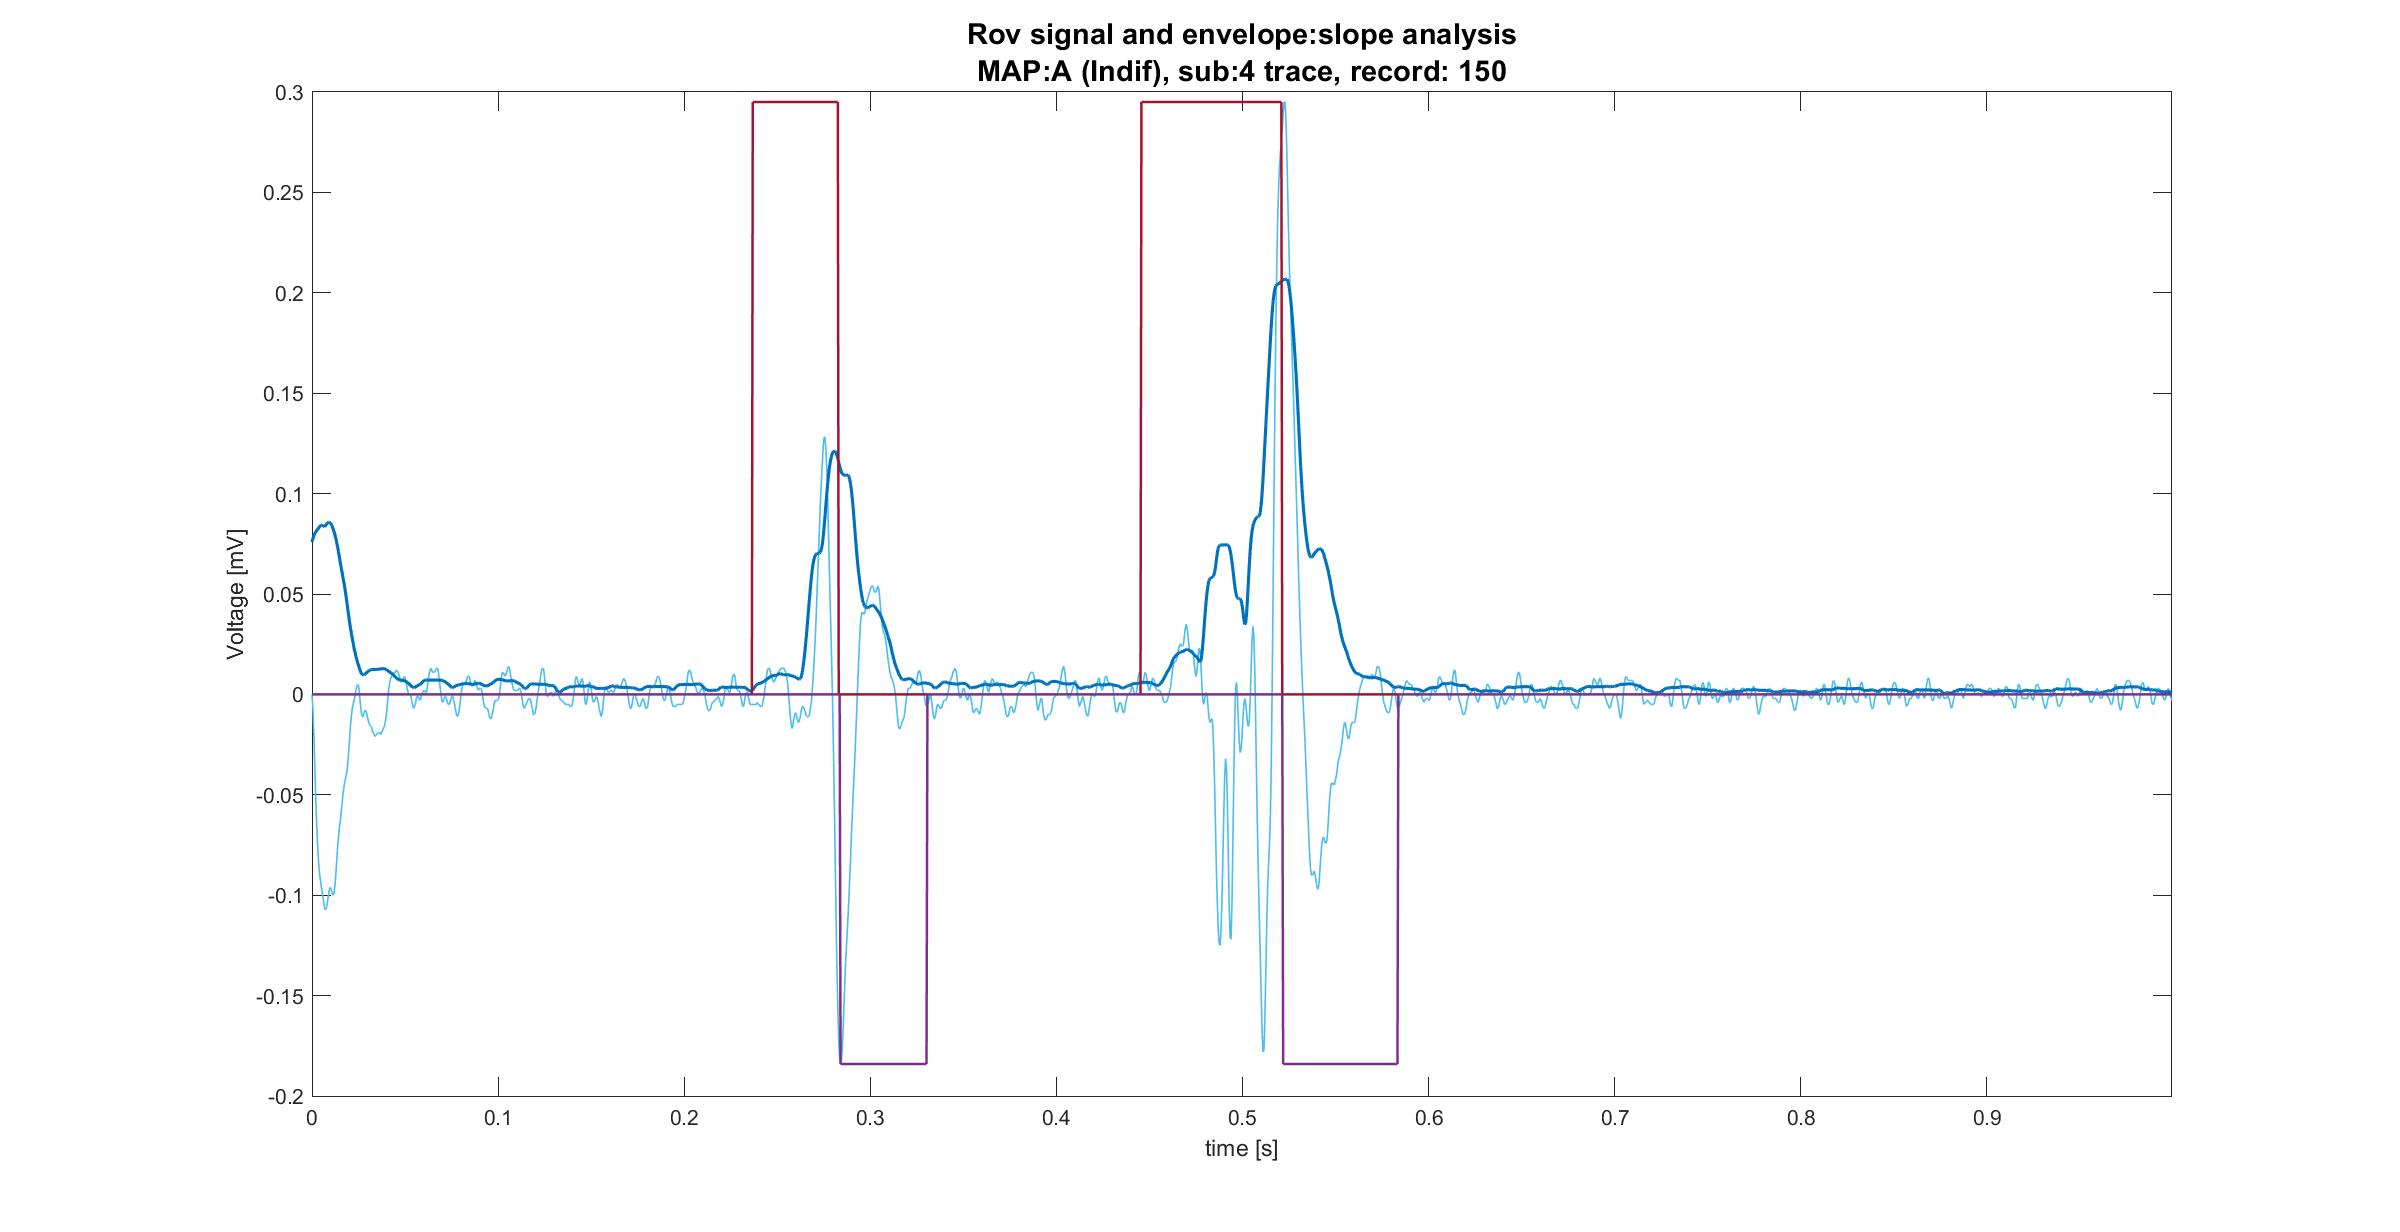 Rov signal and envelope:slope analysis
MAP:A (Indif), sub:4 trace, record: 150
0.3
0.25
0.2
0.15
0.1
0.05
0
-0.05
-0.1
-0.15
-0.2
Voltage [mV]
0 0.1 0.2 0.3 0.4 0.5 0.6 0.7 0.8 0.9
time [s]